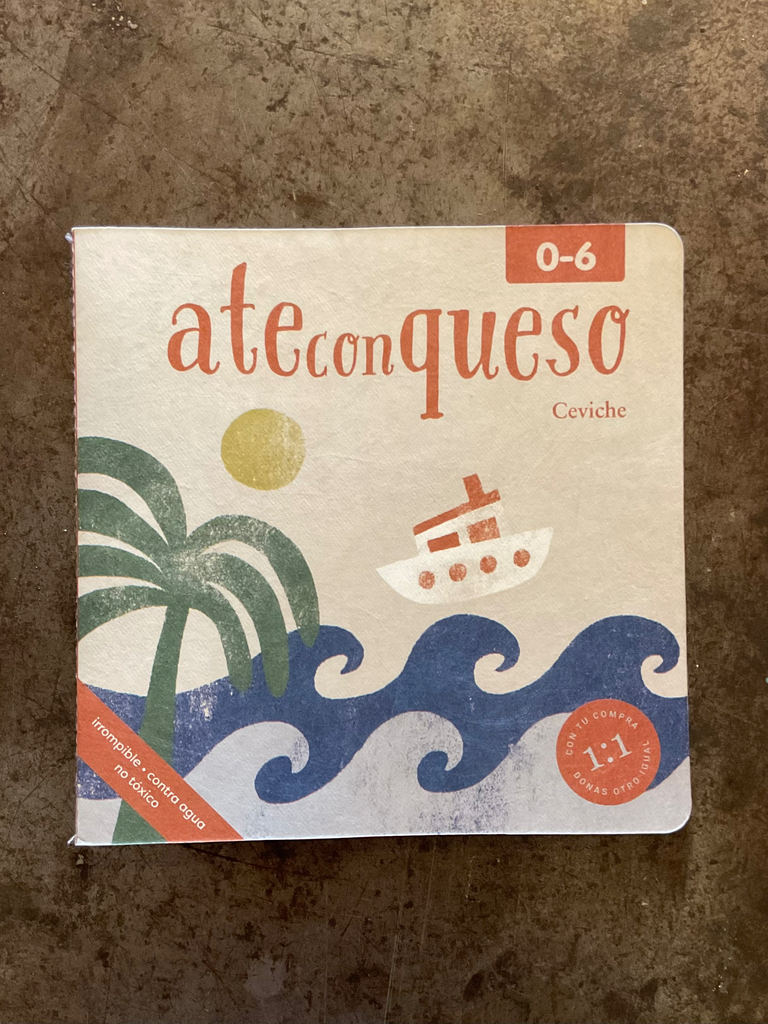 0-6
ateconqueso
Ceviche
irrompible • contra agua
no tóxico
CON TU COMPRA
1:1
DONAS OTRO IGUAL